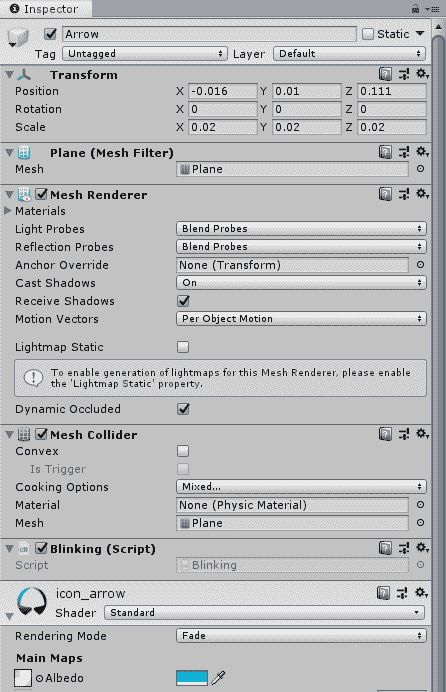 Inspector
Arrow Static
Tag Untagged Layer Default
Transform
Position X -0.016 Y 0.01 Z 0.111
Rotation X 0 Y 0 Z 0
Scale X 0.02 Y 0.02 Z 0.02
Plane (Mesh Filter)
Mesh Plane
Mesh Renderer
Materials
Light Probes Blend Probes
Reflection Probes Blend Probes
Anchor Override None (Transform)
Cast Shadows On
Receive Shadows
Motion Vectors Per Object Motion
Lightmap Static
To enable generation of lightmaps for this Mesh Renderer, please enable
the 'Lightmap Static' property.
Dynamic Occluded
Mesh Collider
Convex
Is Trigger
Cooking Options Mixed...
Material None (Physic Material)
Mesh Plane
Blinking (Script)
Script Blinking
icon_arrow
Shader Standard
Rendering Mode Fade
Main Maps
Albedo